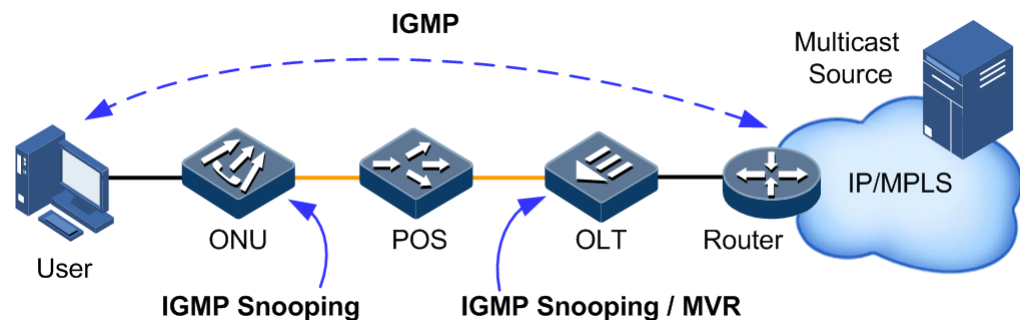 IGMP
Multicast
Source
IP/MPLS
User
ONU
POS
OLT
Router
IGMP Snooping
IGMP Snooping / MVR